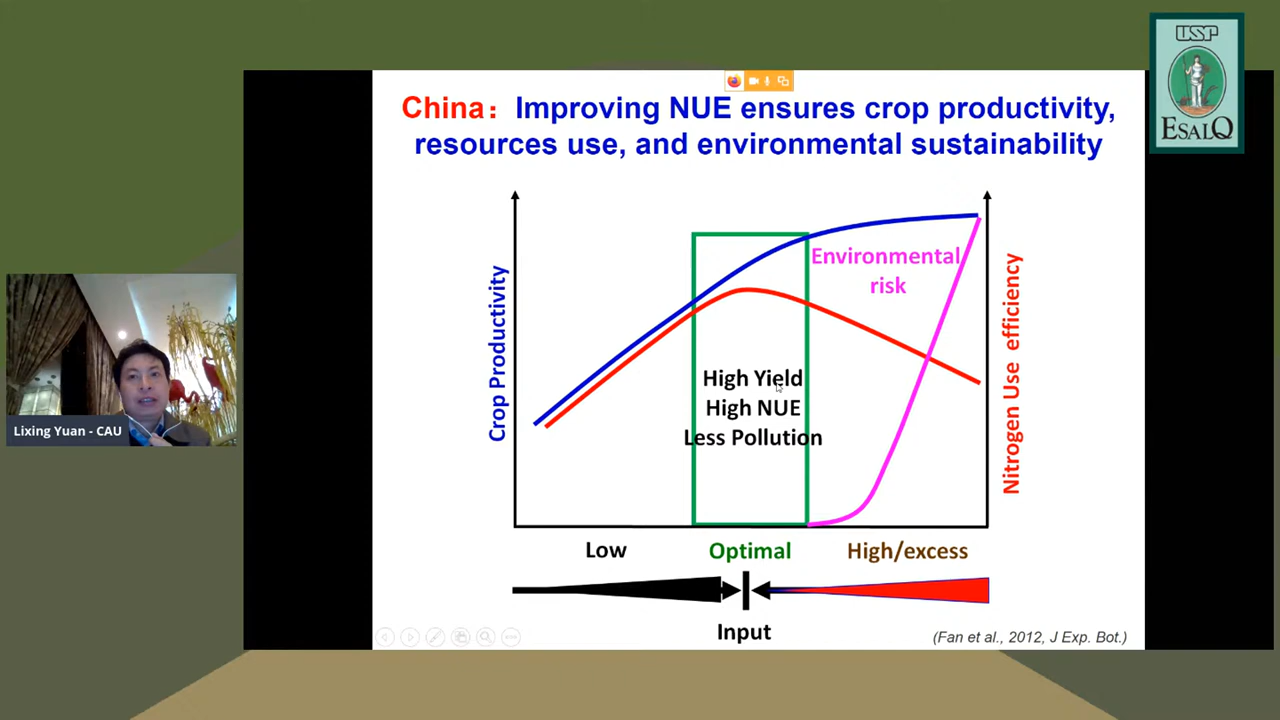 USP
ESALQ
China: Improving NUE ensures crop productivity,
resources use, and environmental sustainability
Crop Productivity
Environmental
risk
Nitrogen Use efficiency
High Yield
High NUE
Less Pollution
Low
Optimal
High/excess
Input
(Fan et al., 2012, J Exp. Bot.)
Lixing Yuan - CAU